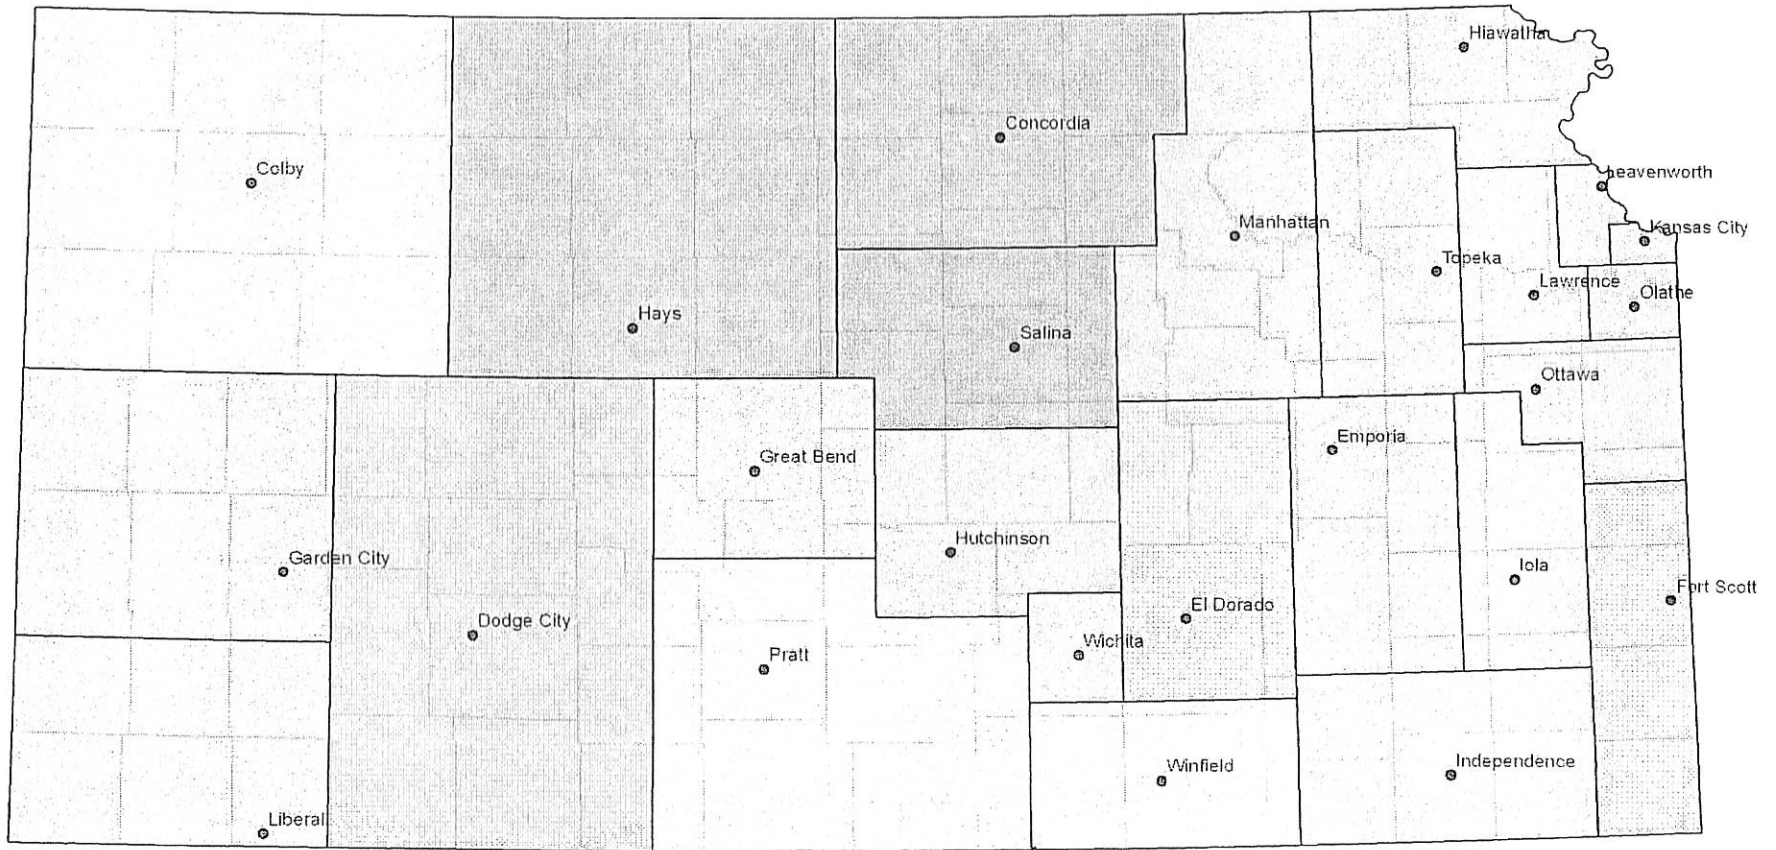 Hiawatha
Concordia
Colby
Leavenworth
Manhattan
Kansas City
Topeka
Lawrence
Olathe
Hays
Salina
Ottawa
Emporia
Great Bend
Hutchinson
Garden City
Iola
Fort Scott
El Dorado
Dodge City
Wichita
Pratt
Winfield
Independence
Liberal